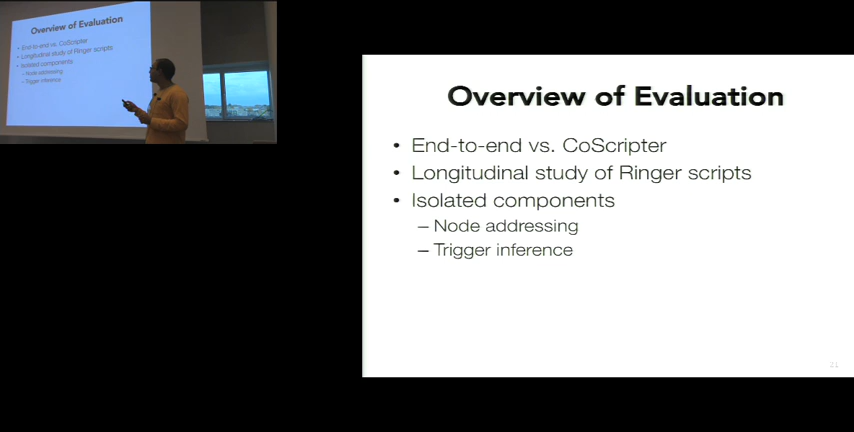 Overview of Evaluation
• End-to-end vs. CoScripter
• Longitudinal study of Ringer scripts
• Isolated components
– Node addressing
– Trigger inference
Overview of Evaluation
• End-to-end vs. CoScripter
• Longitudinal study of Ringer scripts
• Isolated components
– Node addressing
– Trigger inference